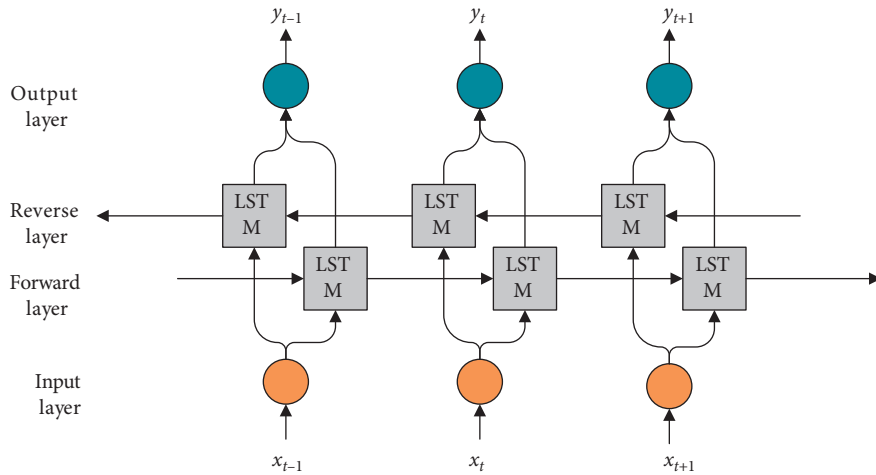 y_{t–1} y_t y_{t+1}
Output
layer
LST
M
LST
M
LST
M
Reverse
layer
LST
M
LST
M
LST
M
Forward
layer
Input
layer
x_{t–1} x_t x_{t+1}